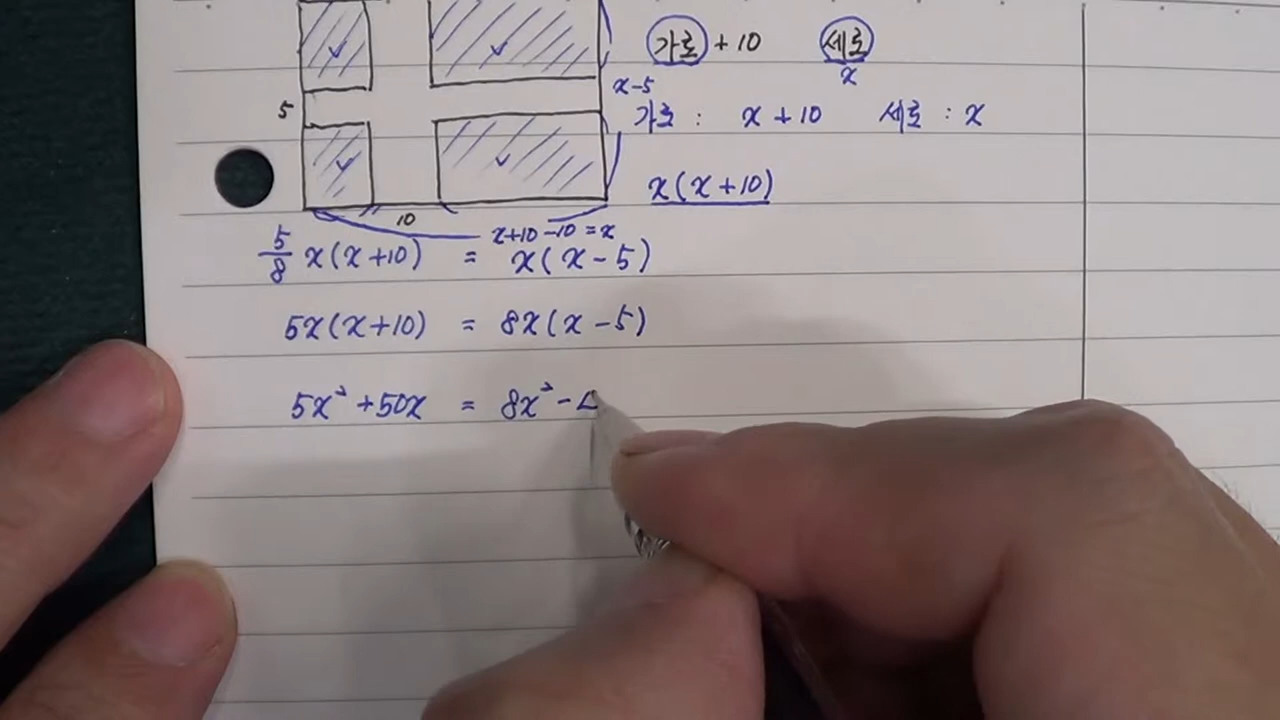 가로 + 10 세로
x
5
x-5
가로 : x + 10 세로 : x
x(x+10)
10
x+10-10=x
5/8 x(x+10) = x(x-5)
5x(x+10) = 8x(x-5)
5x² + 50x = 8x² - 4